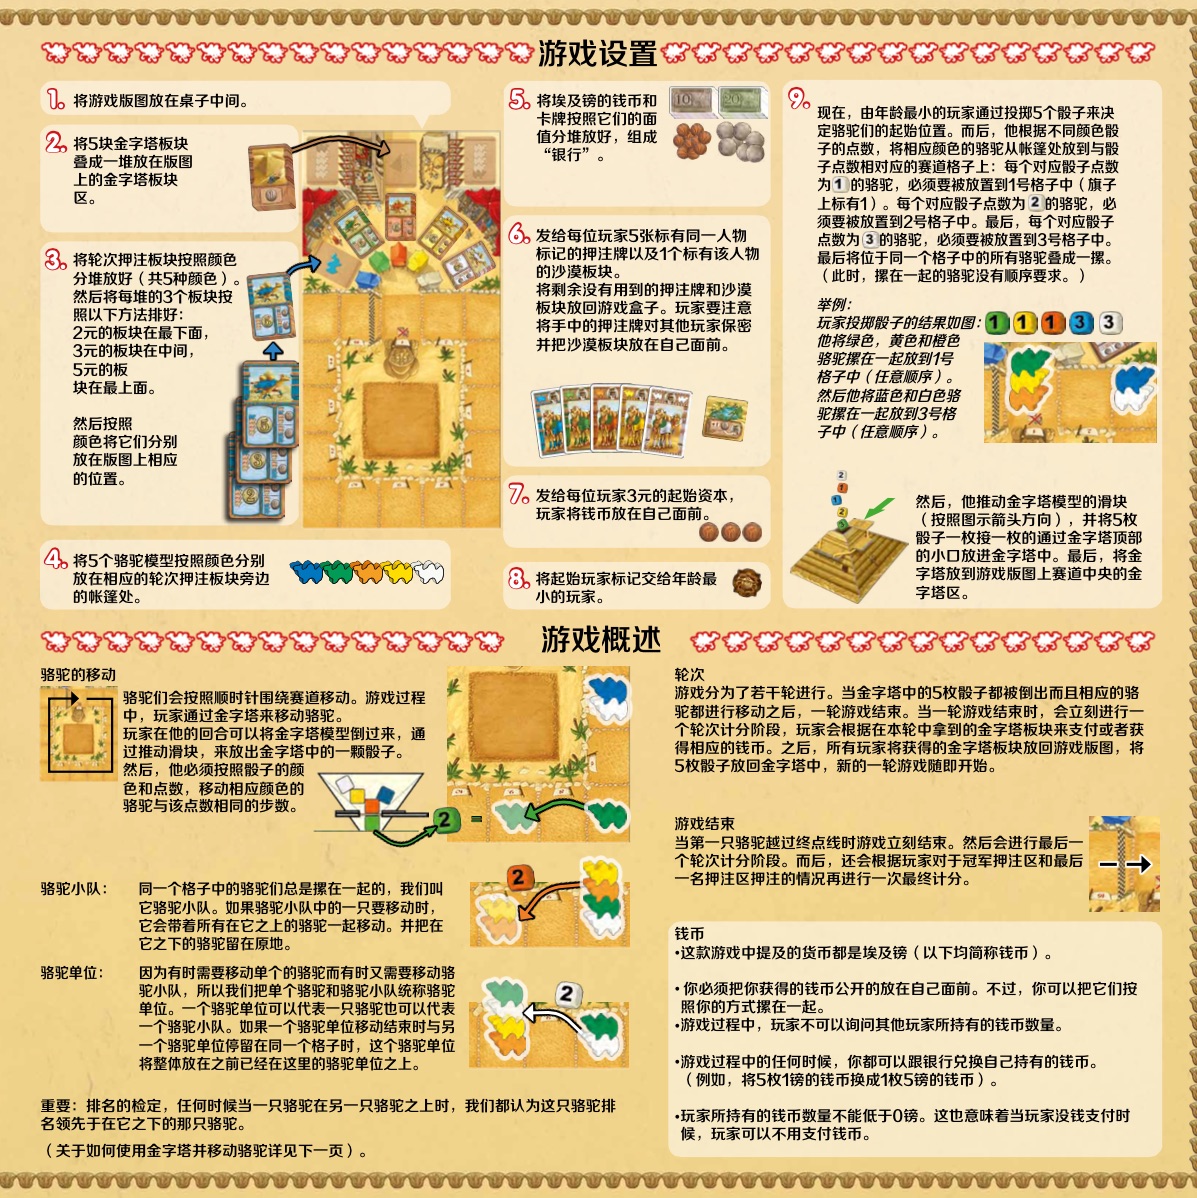 游戏设置
1. 将游戏版图放在桌子中间。
2. 将5块金字塔板块
叠成一堆放在版图
上的金字塔板块
区。
3. 将轮次押注板块按照颜色
分堆放好（共5种颜色）。
然后将每堆的3个板块按
照以下方法排好：
2元的板块在最下面，
3元的板块在中间，
5元的板
块在最上面。
然后按照
颜色将它们分别
放在版图上相应
的位置。
4. 将5个骆驼模型按照颜色分别
放在相应的轮次押注板块旁边
的帐篷处。
5. 将埃及镑的钱币和
卡牌按照它们的面
值分堆放好，组成
“银行”。
10
20
6. 发给每位玩家5张标有同一人物
标记的押注牌以及1个标有该人物
的沙漠板块。
将剩余没有用到的押注牌和沙漠
板块放回游戏盒子。玩家要注意
将手中的押注牌对其他玩家保密
并把沙漠板块放在自己面前。
7. 发给每位玩家3元的起始资本，
玩家将钱币放在自己面前。
8. 将起始玩家标记交给年龄最
小的玩家。
9. 现在，由年龄最小的玩家通过投掷5个骰子来决
定骆驼们的起始位置。而后，他根据不同颜色骰
子的点数，将相应颜色的骆驼从帐篷处放到与骰
子点数相对应的赛道格子上：每个对应骰子点数
为1的骆驼，必须要被放置到1号格子中（旗子
上标有1）。每个对应骰子点数为2的骆驼，必
须要被放置到2号格子中。最后，每个对应骰子
点数为3的骆驼，必须要被放置到3号格子中。
最后将位于同一个格子中的所有骆驼叠成一摞。
（此时，摞在一起的骆驼没有顺序要求。）
举例：
玩家投掷骰子的结果如图：1 1 1 3 3
他将绿色，黄色和橙色
骆驼摞在一起放到1号
格子中（任意顺序）。
然后他将蓝色和白色骆
驼摞在一起放到3号格
子中（任意顺序）。
然后，他推动金字塔模型的滑块
（按照图示箭头方向），并将5枚
骰子一枚接一枚的通过金字塔顶部
的小口放进金字塔中。最后，将金
字塔放到游戏版图上赛道中央的金
字塔区。
游戏概述
骆驼的移动
骆驼们会按照顺时针围绕赛道移动。游戏过程
中，玩家通过金字塔来移动骆驼。
玩家在他的回合可以将金字塔模型倒过来，通
过推动滑块，来放出金字塔中的一颗骰子。
然后，他必须按照骰子的颜
色和点数，移动相应颜色的
骆驼与该点数相同的步数。
2 =
骆驼小队：
同一个格子中的骆驼们总是摞在一起的，我们叫
它骆驼小队。如果骆驼小队中的一只要移动时，
它会带着所有在它之上的骆驼一起移动。并把在
它之下的骆驼留在原地。
2
骆驼单位：
因为有时需要移动单个的骆驼而有时又需要移动骆
驼小队，所以我们把单个骆驼和骆驼小队统称骆驼
单位。一个骆驼单位可以代表一只骆驼也可以代表
一个骆驼小队。如果一个骆驼单位移动结束时与另
一个骆驼单位停留在同一个格子时，这个骆驼单位
将整体放在之前已经在这里的骆驼单位之上。
2
重要：排名的检定，任何时候当一只骆驼在另一只骆驼之上时，我们都认为这只骆驼排
名领先于在它之下的那只骆驼。
（关于如何使用金字塔并移动骆驼详见下一页）。
轮次
游戏分为了若干轮进行。当金字塔中的5枚骰子都被倒出而且相应的骆
驼都进行移动之后，一轮游戏结束。当一轮游戏结束时，会立刻进行一
个轮次计分阶段，玩家会根据在本轮中拿到的金字塔板块来支付或者获
得相应的钱币。之后，所有玩家将获得的金字塔板块放回游戏版图，将
5枚骰子放回金字塔中，新的一轮游戏随即开始。
游戏结束
当第一只骆驼越过终点线时游戏立刻结束。然后会进行最后一
个轮次计分阶段。而后，还会根据玩家对于冠军押注区和最后
一名押注区押注的情况再进行一次最终计分。
钱币
•这款游戏中提及的货币都是埃及镑（以下均简称钱币）。
•你必须把你获得的钱币公开的放在自己面前。不过，你可以把它们按
照你的方式摞在一起。
•游戏过程中，玩家不可以询问其他玩家所持有的钱币数量。
•游戏过程中的任何时候，你都可以跟银行兑换自己持有的钱币。
（例如，将5枚1镑的钱币换成1枚5镑的钱币）。
•玩家所持有的钱币数量不能低于0镑。这也意味着当玩家没钱支付时
候，玩家可以不用支付钱币。